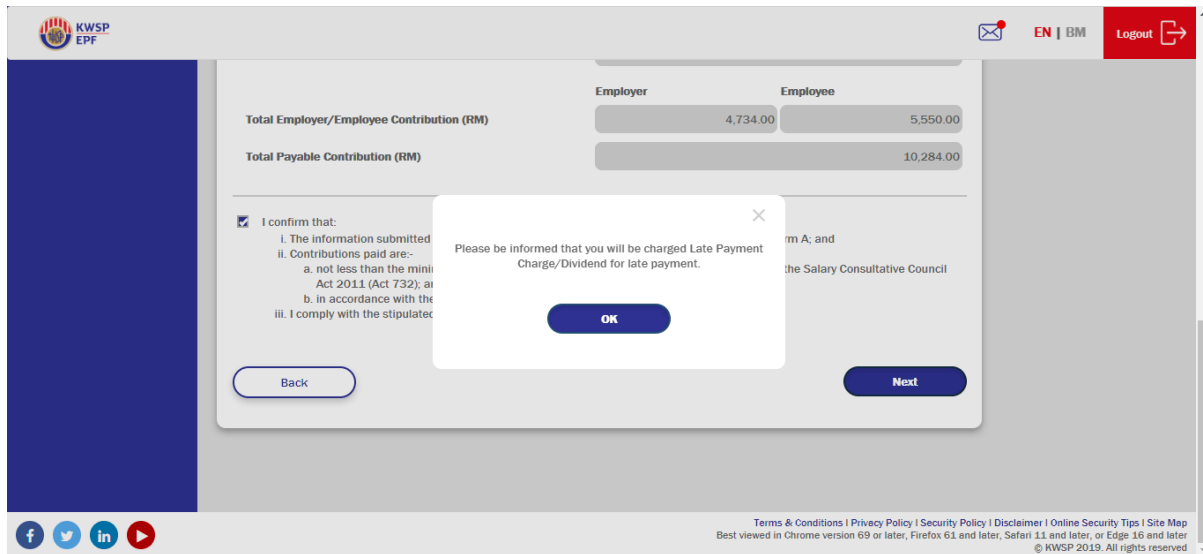 KWSP
EPF
EN | BM
Logout
Employer Employee
Total Employer/Employee Contribution (RM) 4,734.00 5,550.00
Total Payable Contribution (RM) 10,284.00
I confirm that:
i. The information submitted rm A; and
ii. Contributions paid are:-
a. not less than the mini the Salary Consultative Council
Act 2011 (Act 732); a
b. in accordance with the
iii. I comply with the stipulated
Please be informed that you will be charged Late Payment
Charge/Dividend for late payment.
OK
Back Next
Terms & Conditions I Privacy Policy I Security Policy I Disclaimer I Online Security Tips I Site Map
Best viewed in Chrome version 69 or later, Firefox 61 and later, Safari 11 and later, or Edge 16 and later
© KWSP 2019. All rights reserved